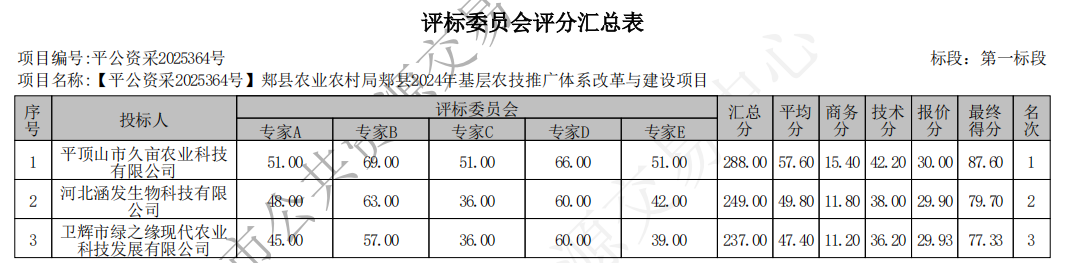 评标委员会评分汇总表
项目编号:平公资采2025364号 标段：第一标段
项目名称:【平公资采2025364号】郏县农业农村局郏县2024年基层农技推广体系改革与建设项目
序号 投标人 评标委员会 汇总分 平均分 商务分 技术分 报价分 最终得分 名次
专家A 专家B 专家C 专家D 专家E
1 平顶山市久亩农业科技有限公司 51.00 69.00 51.00 66.00 51.00 288.00 57.60 15.40 42.20 30.00 87.60 1
2 河北涵发生物科技有限公司 48.00 63.00 36.00 60.00 42.00 249.00 49.80 11.80 38.00 29.90 79.70 2
3 卫辉市绿之缘现代农业科技发展有限公司 45.00 57.00 36.00 60.00 39.00 237.00 47.40 11.20 36.20 29.93 77.33 3
市公共资源交易
源交易中心